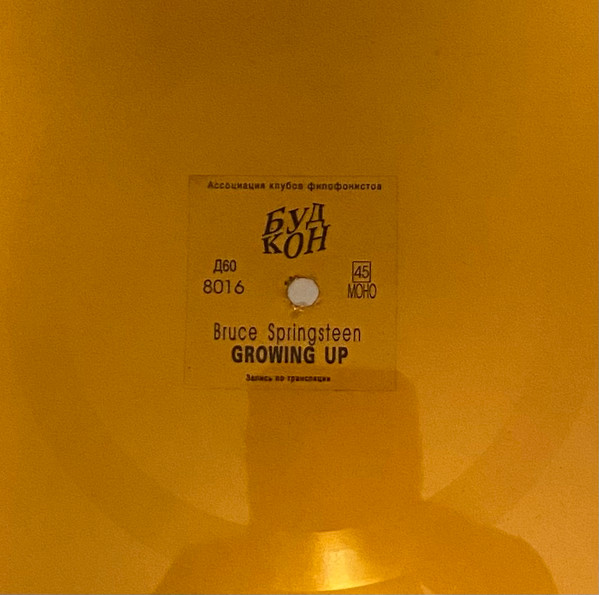 Ассоциация клубов филофонистов
БУД
КОН
Д60
8016
45
МОНО
Bruce Springsteen
GROWING UP
Запись по трансляции